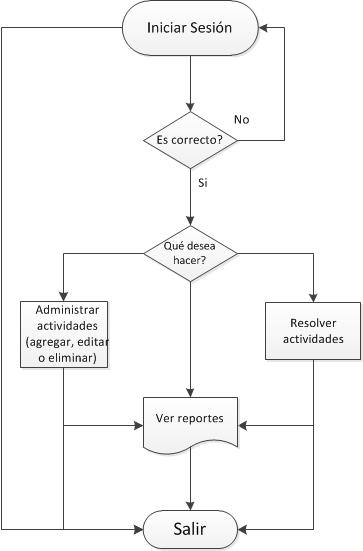 Iniciar Sesión
No
Es correcto?
Si
Qué desea
hacer?
Administrar
actividades
(agregar, editar
o eliminar)
Resolver
actividades
Ver reportes
Salir